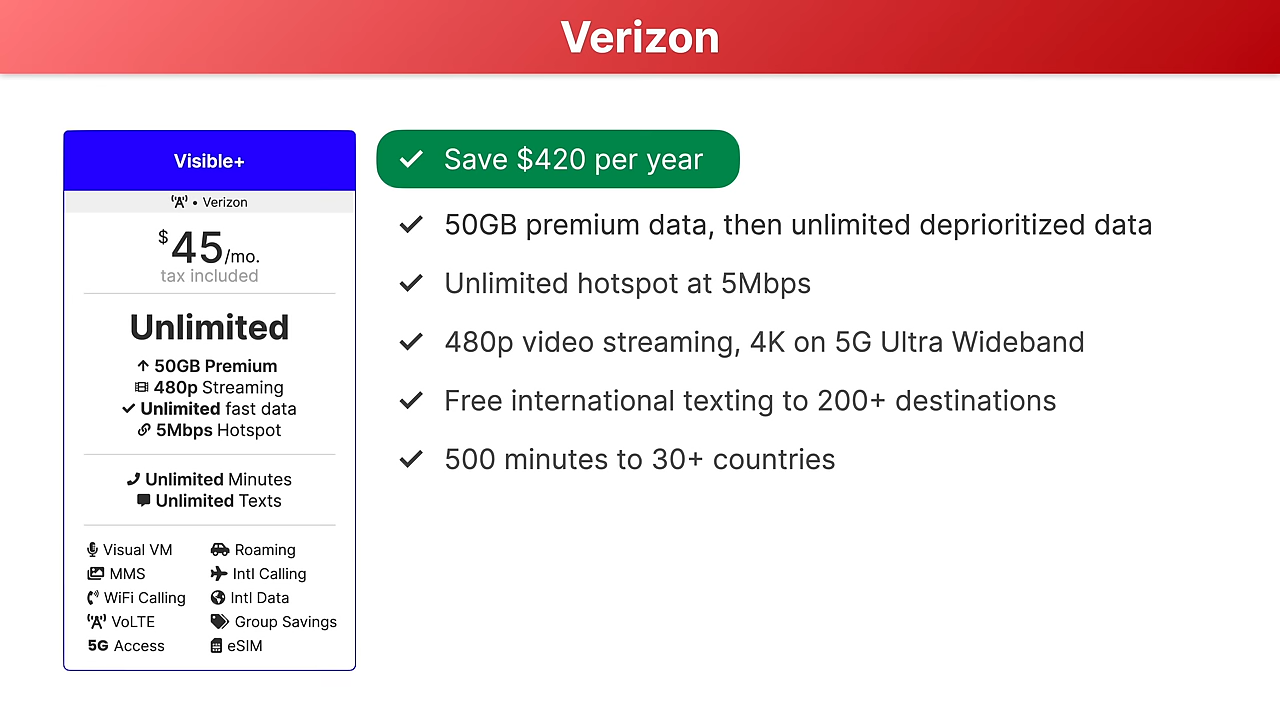 Verizon
Visible+
• Verizon
$45/mo.
tax included
Unlimited
50GB Premium
480p Streaming
Unlimited fast data
5Mbps Hotspot
Unlimited Minutes
Unlimited Texts
Visual VM
Roaming
MMS
Intl Calling
WiFi Calling
Intl Data
VoLTE
Group Savings
5G Access
eSIM
Save $420 per year
50GB premium data, then unlimited deprioritized data
Unlimited hotspot at 5Mbps
480p video streaming, 4K on 5G Ultra Wideband
Free international texting to 200+ destinations
500 minutes to 30+ countries